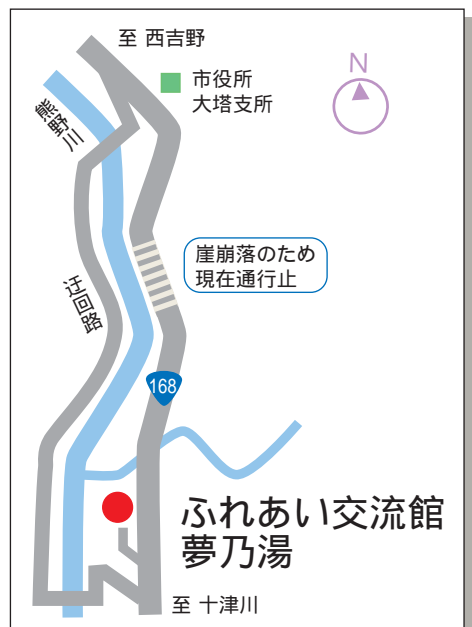 至 西吉野
N
市役所
大塔支所
熊野川
崖崩落のため
現在通行止
迂回路
168
ふれあい交流館
夢乃湯
至 十津川